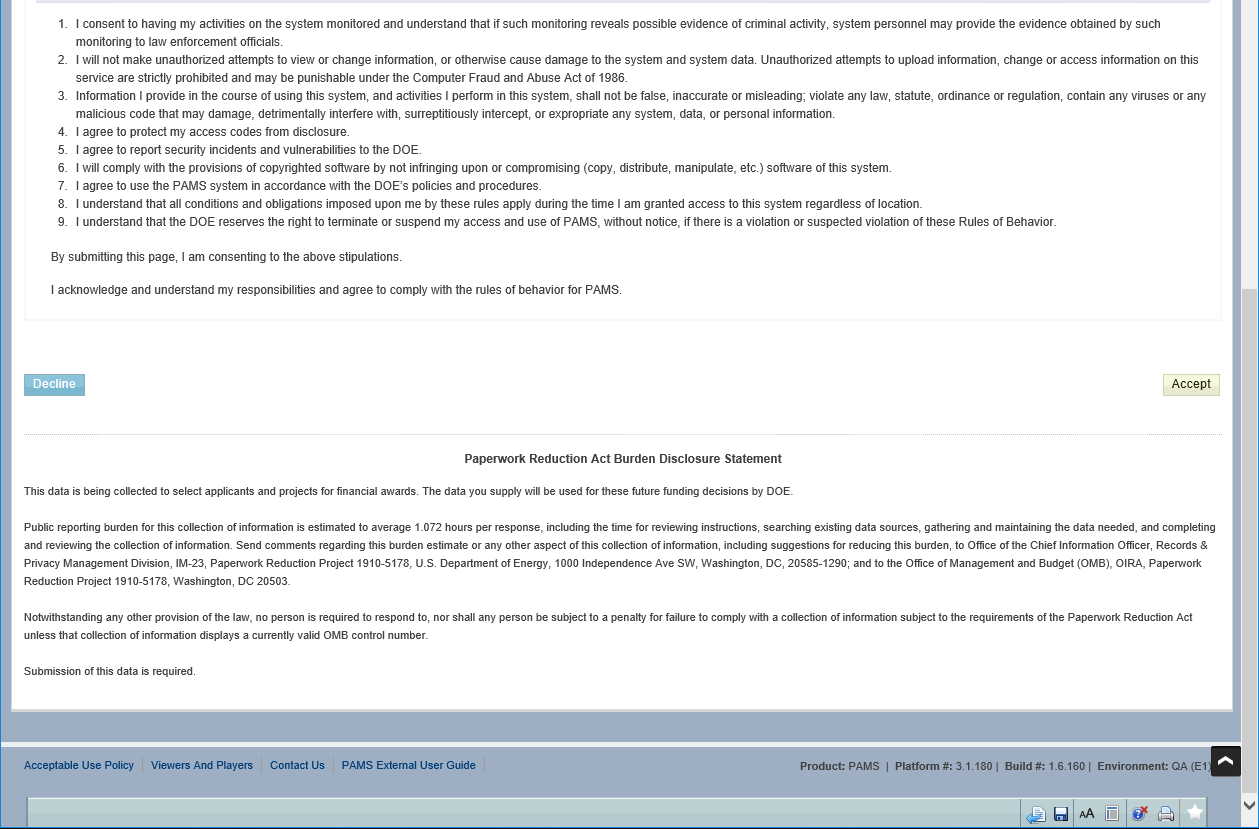 1. I consent to having my activities on the system monitored and understand that if such monitoring reveals possible evidence of criminal activity, system personnel may provide the evidence obtained by such
monitoring to law enforcement officials.
2. I will not make unauthorized attempts to view or change information, or otherwise cause damage to the system and system data. Unauthorized attempts to upload information, change or access information on this
service are strictly prohibited and may be punishable under the Computer Fraud and Abuse Act of 1986.
3. Information I provide in the course of using this system, and activities I perform in this system, shall not be false, inaccurate or misleading; violate any law, statute, ordinance or regulation, contain any viruses or any
malicious code that may damage, detrimentally interfere with, surreptitiously intercept, or expropriate any system, data, or personal information.
4. I agree to protect my access codes from disclosure.
5. I agree to report security incidents and vulnerabilities to the DOE.
6. I will comply with the provisions of copyrighted software by not infringing upon or compromising (copy, distribute, manipulate, etc.) software of this system.
7. I agree to use the PAMS system in accordance with the DOE's policies and procedures.
8. I understand that all conditions and obligations imposed upon me by these rules apply during the time I am granted access to this system regardless of location.
9. I understand that the DOE reserves the right to terminate or suspend my access and use of PAMS, without notice, if there is a violation or suspected violation of these Rules of Behavior.
By submitting this page, I am consenting to the above stipulations.
I acknowledge and understand my responsibilities and agree to comply with the rules of behavior for PAMS.
Decline
Accept
Paperwork Reduction Act Burden Disclosure Statement
This data is being collected to select applicants and projects for financial awards. The data you supply will be used for these future funding decisions by DOE.
Public reporting burden for this collection of information is estimated to average 1.072 hours per response, including the time for reviewing instructions, searching existing data sources, gathering and maintaining the data needed, and completing
and reviewing the collection of information. Send comments regarding this burden estimate or any other aspect of this collection of information, including suggestions for reducing this burden, to Office of the Chief Information Officer, Records &
Privacy Management Division, IM-23, Paperwork Reduction Project 1910-5178, U.S. Department of Energy, 1000 Independence Ave SW, Washington, DC, 20585-1290; and to the Office of Management and Budget (OMB), OIRA, Paperwork
Reduction Project 1910-5178, Washington, DC 20503.
Notwithstanding any other provision of the law, no person is required to respond to, nor shall any person be subject to a penalty for failure to comply with a collection of information subject to the requirements of the Paperwork Reduction Act
unless that collection of information displays a currently valid OMB control number.
Submission of this data is required.
Acceptable Use Policy | Viewers And Players | Contact Us | PAMS External User Guide
Product: PAMS | Platform #: 3.1.180 | Build #: 1.6.160 | Environment: QA (E1)
AA